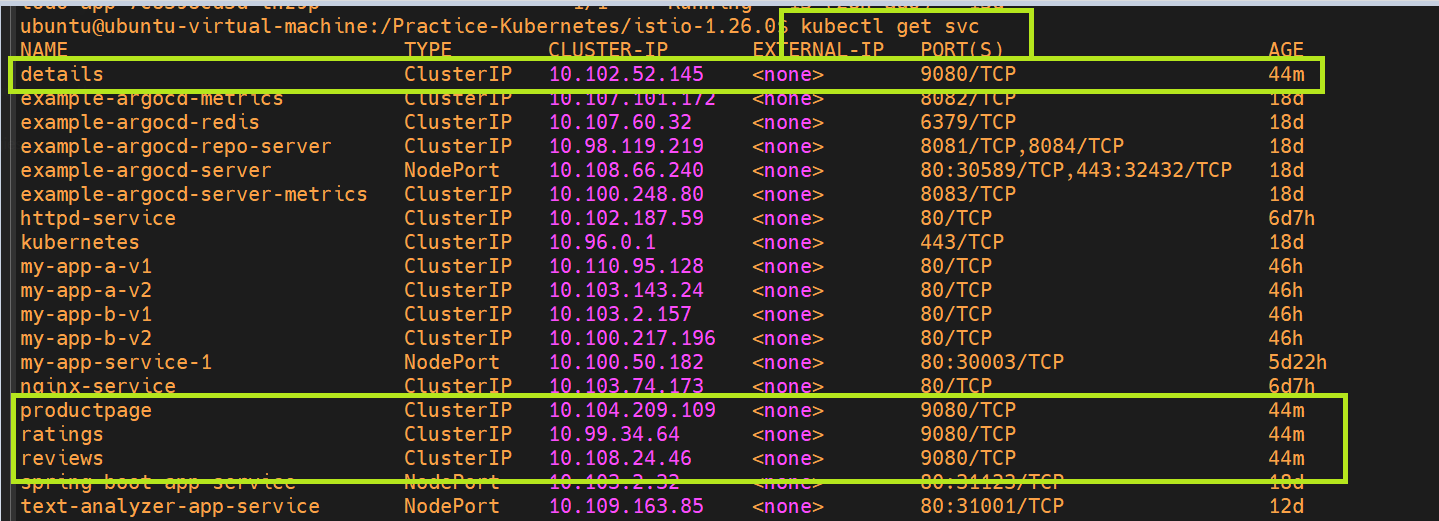 ubuntu@ubuntu-virtual-machine:/Practice-Kubernetes/istio-1.26.0$ kubectl get svc
NAME TYPE CLUSTER-IP EXTERNAL-IP PORT(S) AGE
details ClusterIP 10.102.52.145 <none> 9080/TCP 44m
example-argocd-metrics ClusterIP 10.107.101.172 <none> 8082/TCP 18d
example-argocd-redis ClusterIP 10.107.60.32 <none> 6379/TCP 18d
example-argocd-repo-server ClusterIP 10.98.119.219 <none> 8081/TCP,8084/TCP 18d
example-argocd-server NodePort 10.108.66.240 <none> 80:30589/TCP,443:32432/TCP 18d
example-argocd-server-metrics ClusterIP 10.100.248.80 <none> 8083/TCP 18d
httpd-service ClusterIP 10.102.187.59 <none> 80/TCP 6d7h
kubernetes ClusterIP 10.96.0.1 <none> 443/TCP 18d
my-app-a-v1 ClusterIP 10.110.95.128 <none> 80/TCP 46h
my-app-a-v2 ClusterIP 10.103.143.24 <none> 80/TCP 46h
my-app-b-v1 ClusterIP 10.103.2.157 <none> 80/TCP 46h
my-app-b-v2 ClusterIP 10.100.217.196 <none> 80/TCP 46h
my-app-service-1 NodePort 10.100.50.182 <none> 80:30003/TCP 5d22h
nginx-service ClusterIP 10.103.74.173 <none> 80/TCP 6d7h
productpage ClusterIP 10.104.209.109 <none> 9080/TCP 44m
ratings ClusterIP 10.99.34.64 <none> 9080/TCP 44m
reviews ClusterIP 10.108.24.46 <none> 9080/TCP 44m
spring-boot-app-service NodePort 10.103.2.32 <none> 80:31123/TCP 18d
text-analyzer-app-service NodePort 10.109.163.85 <none> 80:31001/TCP 12d